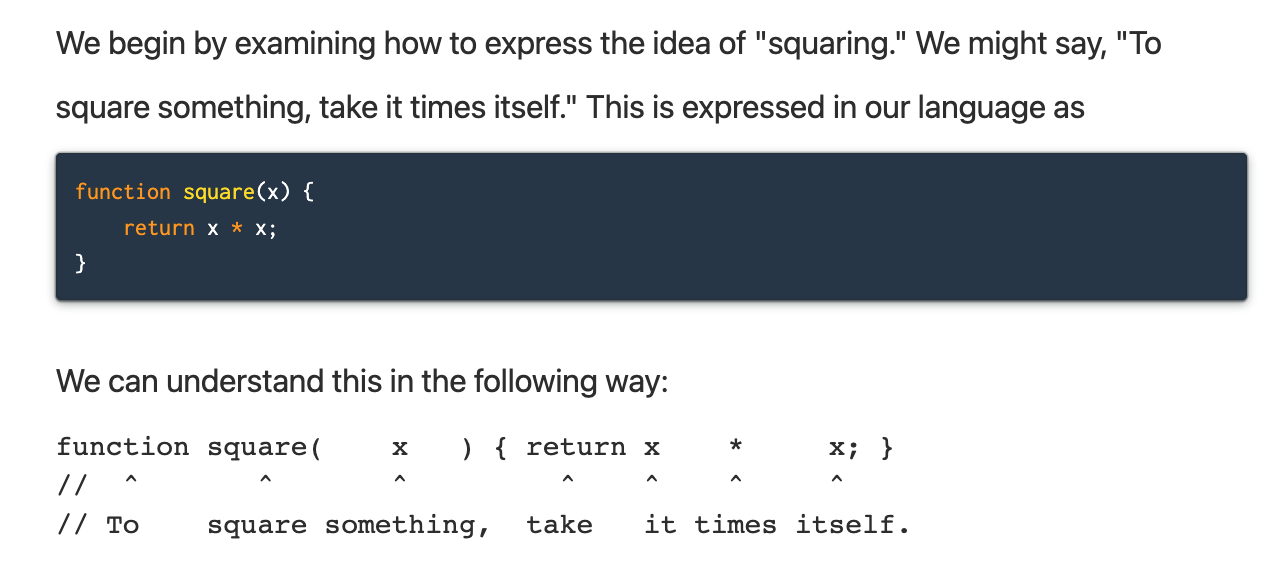 We begin by examining how to express the idea of "squaring." We might say, "To
square something, take it times itself." This is expressed in our language as
function square(x) {
    return x * x;
}
We can understand this in the following way:
function square(    x   ) { return x    *     x; }
//  ^       ^       ^         ^    ^    ^     ^
// To    square something,  take   it times itself.